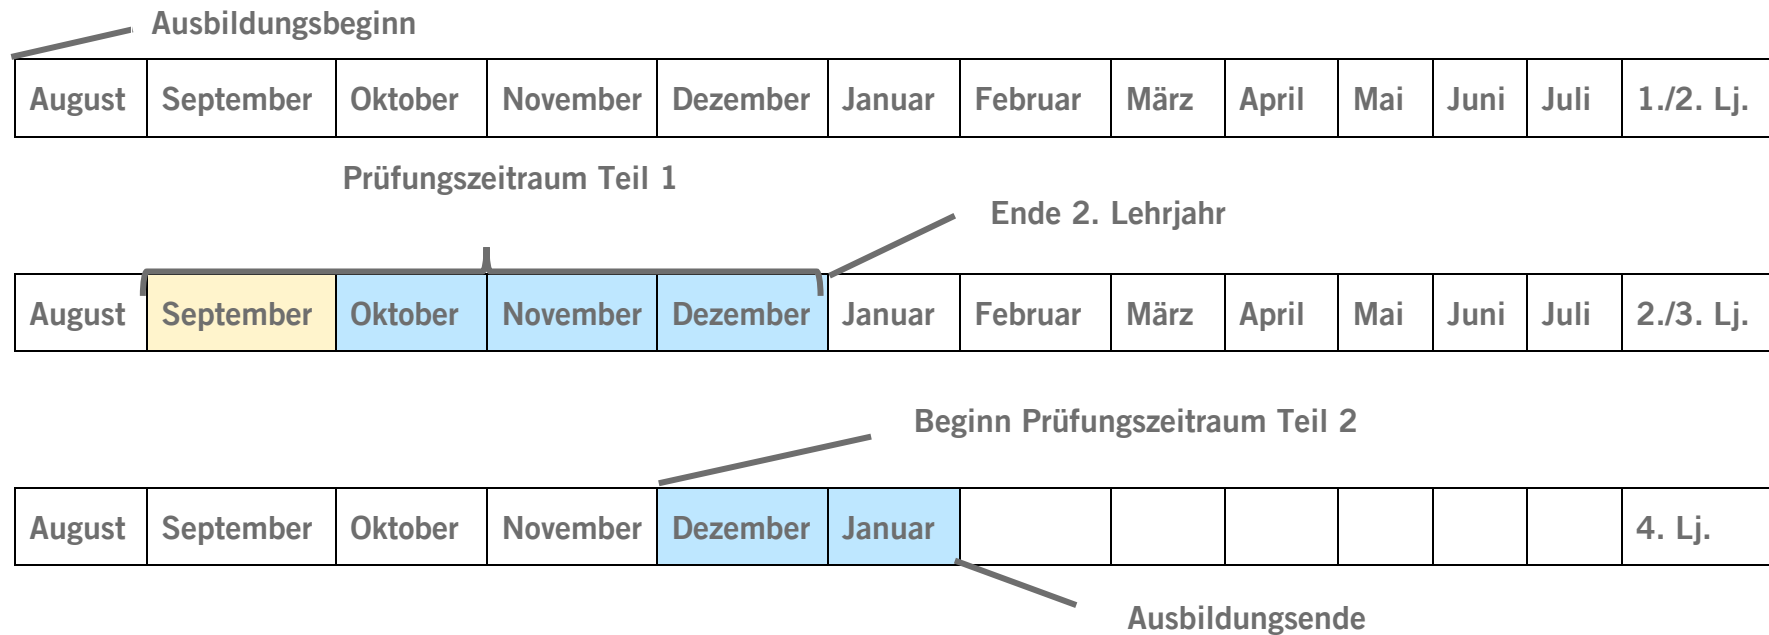 Ausbildungsbeginn
August September Oktober November Dezember Januar Februar März April Mai Juni Juli 1./2. Lj.
Prüfungszeitraum Teil 1
Ende 2. Lehrjahr
August September Oktober November Dezember Januar Februar März April Mai Juni Juli 2./3. Lj.
Beginn Prüfungszeitraum Teil 2
August September Oktober November Dezember Januar 4. Lj.
Ausbildungsende